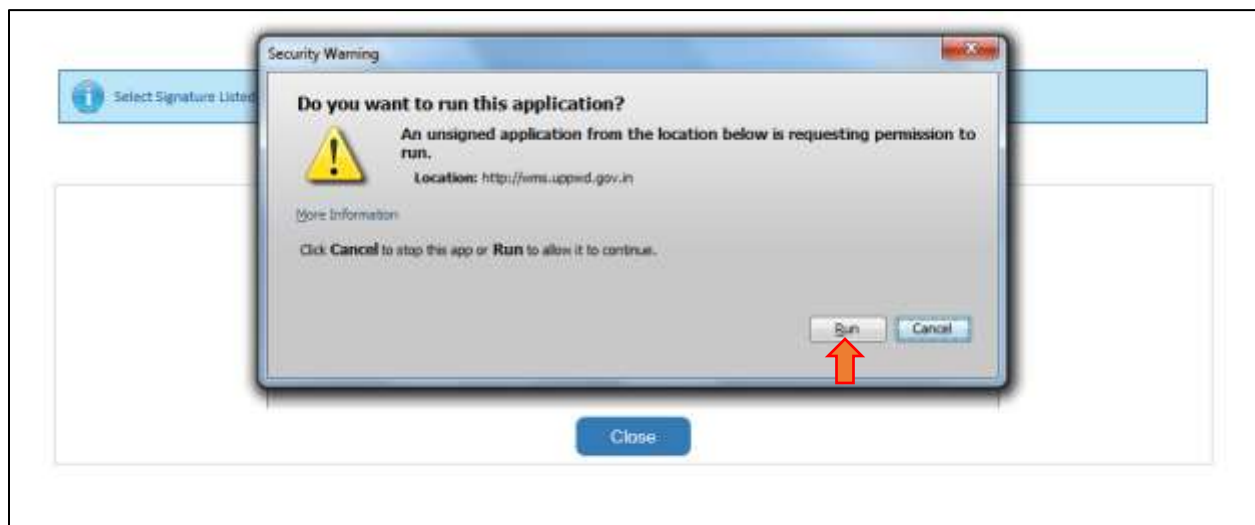 Security Warning
Select Signature Listed
Do you want to run this application?
An unsigned application from the location below is requesting permission to
run.
Location: http://wms.uppwd.gov.in
More Information
Click Cancel to stop this app or Run to allow it to continue.
Run
Cancel
Close